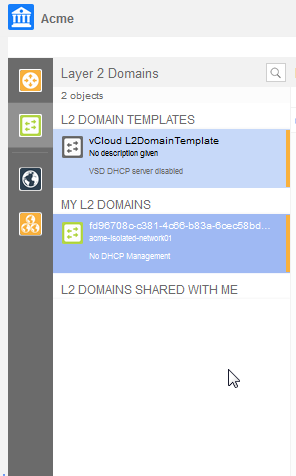 Acme
Layer 2 Domains
2 objects
L2 DOMAIN TEMPLATES
vCloud L2DomainTemplate
No description given
VSD DHCP server disabled
MY L2 DOMAINS
fd96708c-c381-4c66-b83a-6cec58bd...
acme-isolated-network01
No DHCP Management
L2 DOMAINS SHARED WITH ME